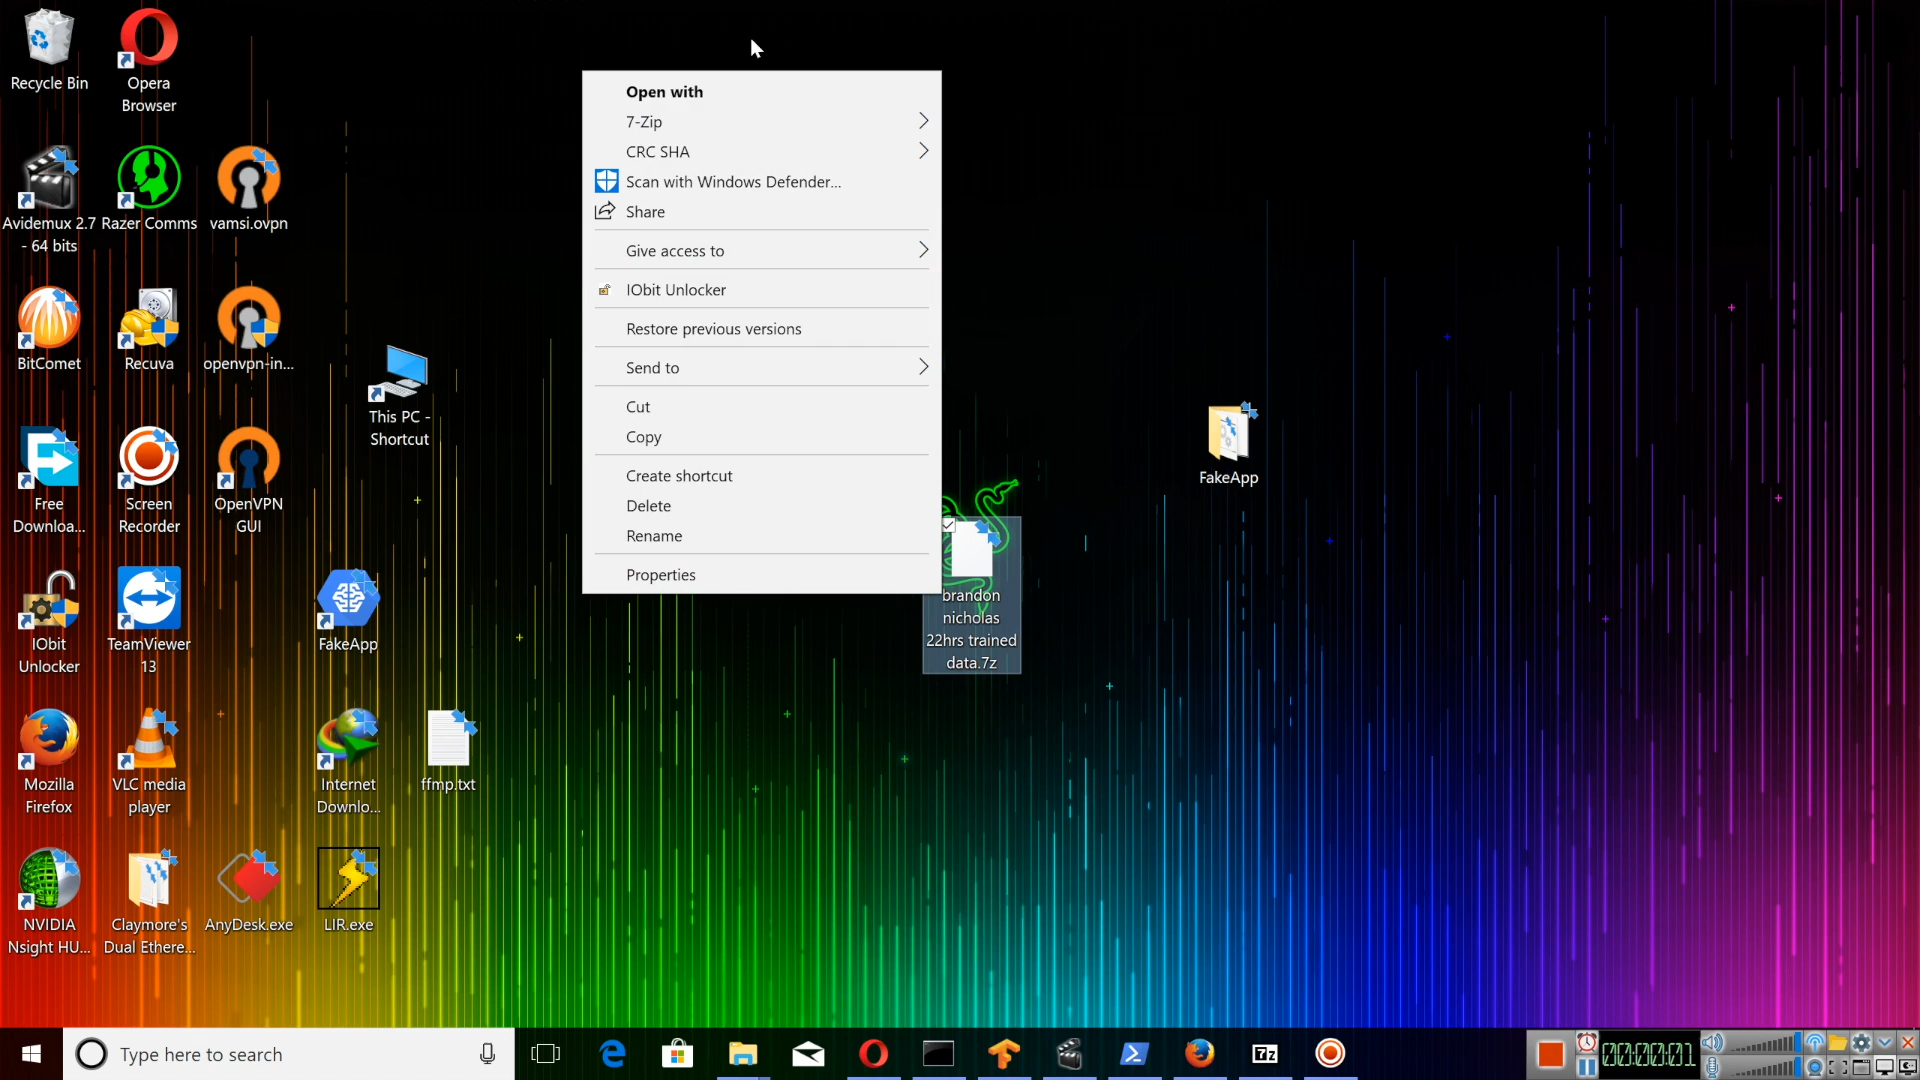 Recycle Bin
Opera
Browser
Avidemux 2.7
- 64 bits
Razer Comms
vamsi.ovpn
BitComet
Recuva
openvpn-in...
This PC -
Shortcut
Free
Downloa...
Screen
Recorder
OpenVPN
GUI
IObit
Unlocker
TeamViewer
13
FakeApp
Mozilla
Firefox
VLC media
player
Internet
Downlo...
ffmp.txt
NVIDIA
Nsight HU...
Claymore's
Dual Ethere...
AnyDesk.exe
LIR.exe
Open with
7-Zip
CRC SHA
Scan with Windows Defender...
Share
Give access to
IObit Unlocker
Restore previous versions
Send to
Cut
Copy
Create shortcut
Delete
Rename
Properties
brandon
nicholas
22hrs trained
data.7z
FakeApp
Type here to search
7z
00:00:01